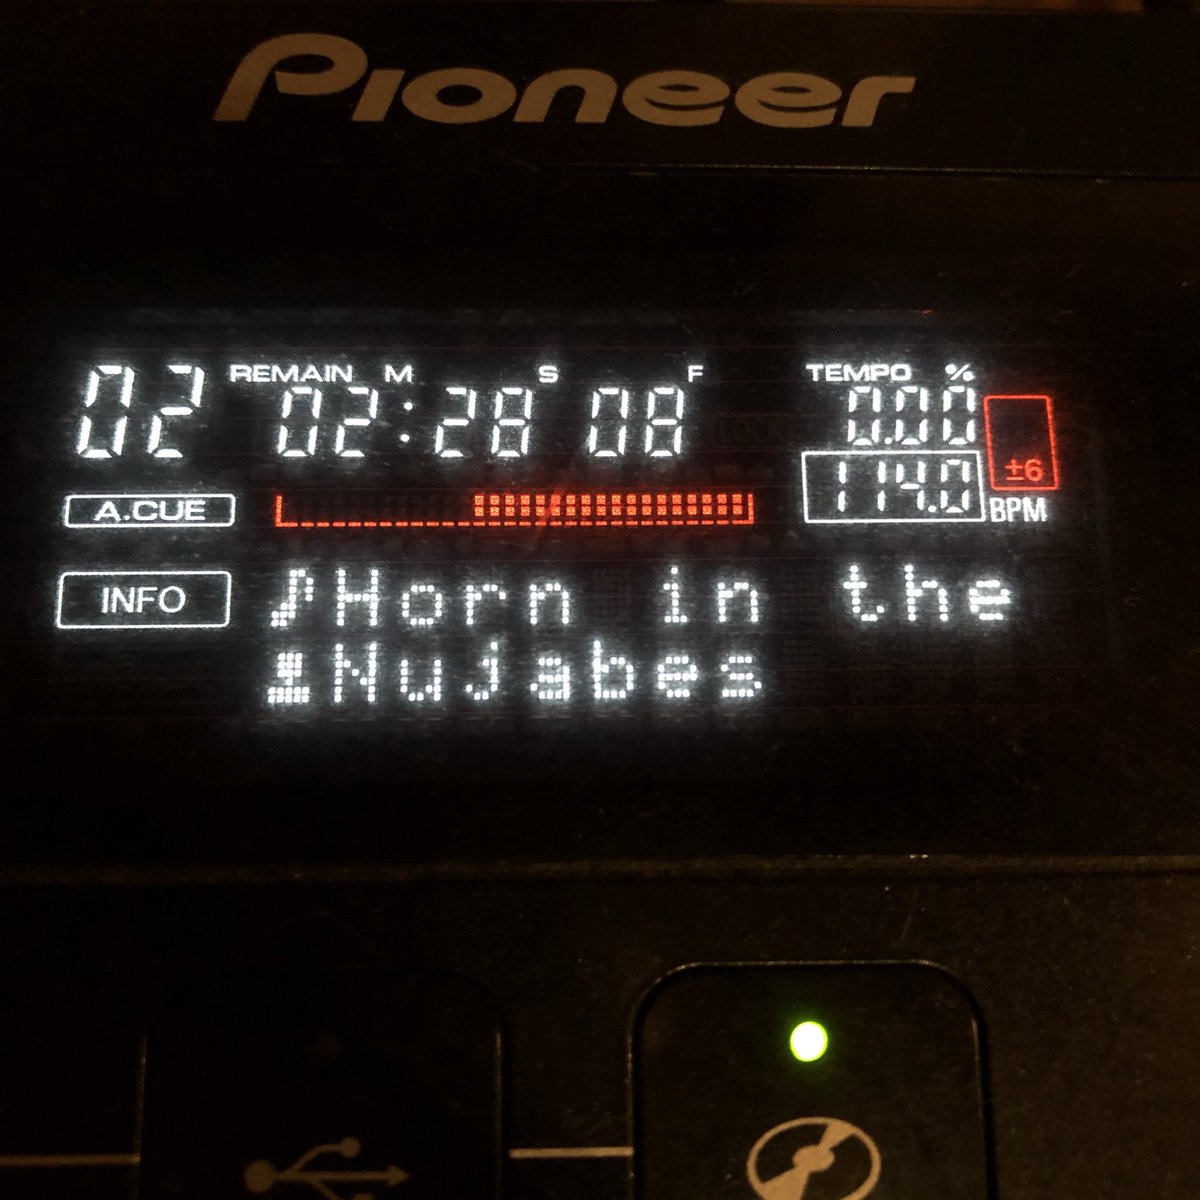 Pioneer
REMAIN M S F TEMPO %
02 02:28 08 0.00
±6
114.0
A.CUE BPM
INFO ♪Horn in the
Nujabes